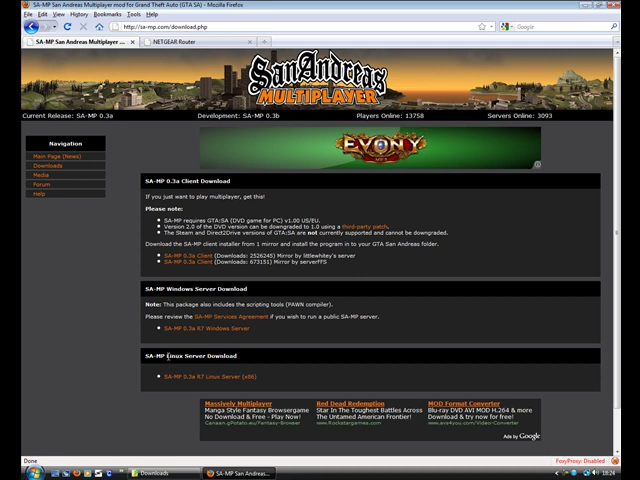 SA-MP San Andreas Multiplayer mod for Grand Theft Auto (GTA SA) - Mozilla Firefox
File Edit View History Bookmarks Tools Help
http://sa-mp.com/download.php
Google
SA-MP San Andreas Multiplayer ...
NETGEAR Router
San Andreas
MULTIPLAYER
Current Release: SA-MP 0.3a Development: SA-MP 0.3b Players Online: 13758 Servers Online: 3093
EVONY
Navigation
Main Page (News)
Downloads
Media
Forum
Help
SA-MP 0.3a Client Download
If you just want to play multiplayer, get this!
Please note:
SA-MP requires GTA:SA (DVD game for PC) v1.00 US/EU.
Version 2.0 of the DVD version can be downgraded to 1.0 using a third-party patch.
The Steam and Direct2Drive versions of GTA:SA are not currently supported and cannot be downgraded.
Download the SA-MP client installer from 1 mirror and install the program in to your GTA San Andreas folder.
SA-MP 0.3a Client (Downloads: 2526245) Mirror by littlewhitey's server
SA-MP 0.3a Client (Downloads: 673151) Mirror by serverFFS
SA-MP Windows Server Download
Note: This package also includes the scripting tools (PAWN compiler).
Please review the SA-MP Services Agreement if you wish to run a public SA-MP server.
SA-MP 0.3a R7 Windows Server
SA-MP Linux Server Download
SA-MP 0.3a R7 Linux Server (x86)
Massively Multiplayer
Manga Style Fantasy Browsergame
No Download & Free - Play Now!
Canaan.gPotato.eu/Fantasy-Browser
Red Dead Redemption
Star In The Toughest Battles Across
The Untamed American Frontier!
www.Rockstargames.com
MOD Format Converter
Blu-ray DVD AVI MOD H.264 & more
Download & try now for free!
www.ava4you.com/Video-Converter
Ads by Google
Done
FoxyProxy: Disabled
Downloads
SA-MP San Andreas...
18:24